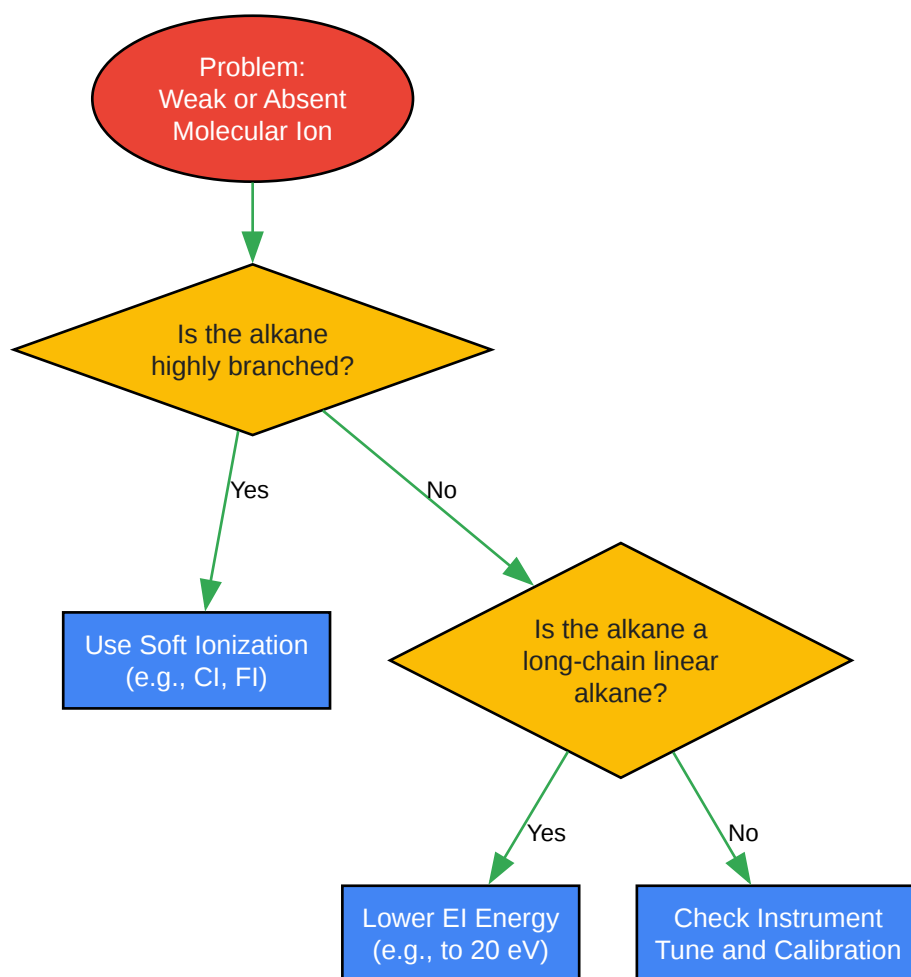 Problem:
Weak or Absent
Molecular Ion
Is the alkane
highly branched?
Yes
No
Use Soft Ionization
(e.g., CI, FI)
Is the alkane a
long-chain linear
alkane?
Yes
No
Lower EI Energy
(e.g., to 20 eV)
Check Instrument
Tune and Calibration